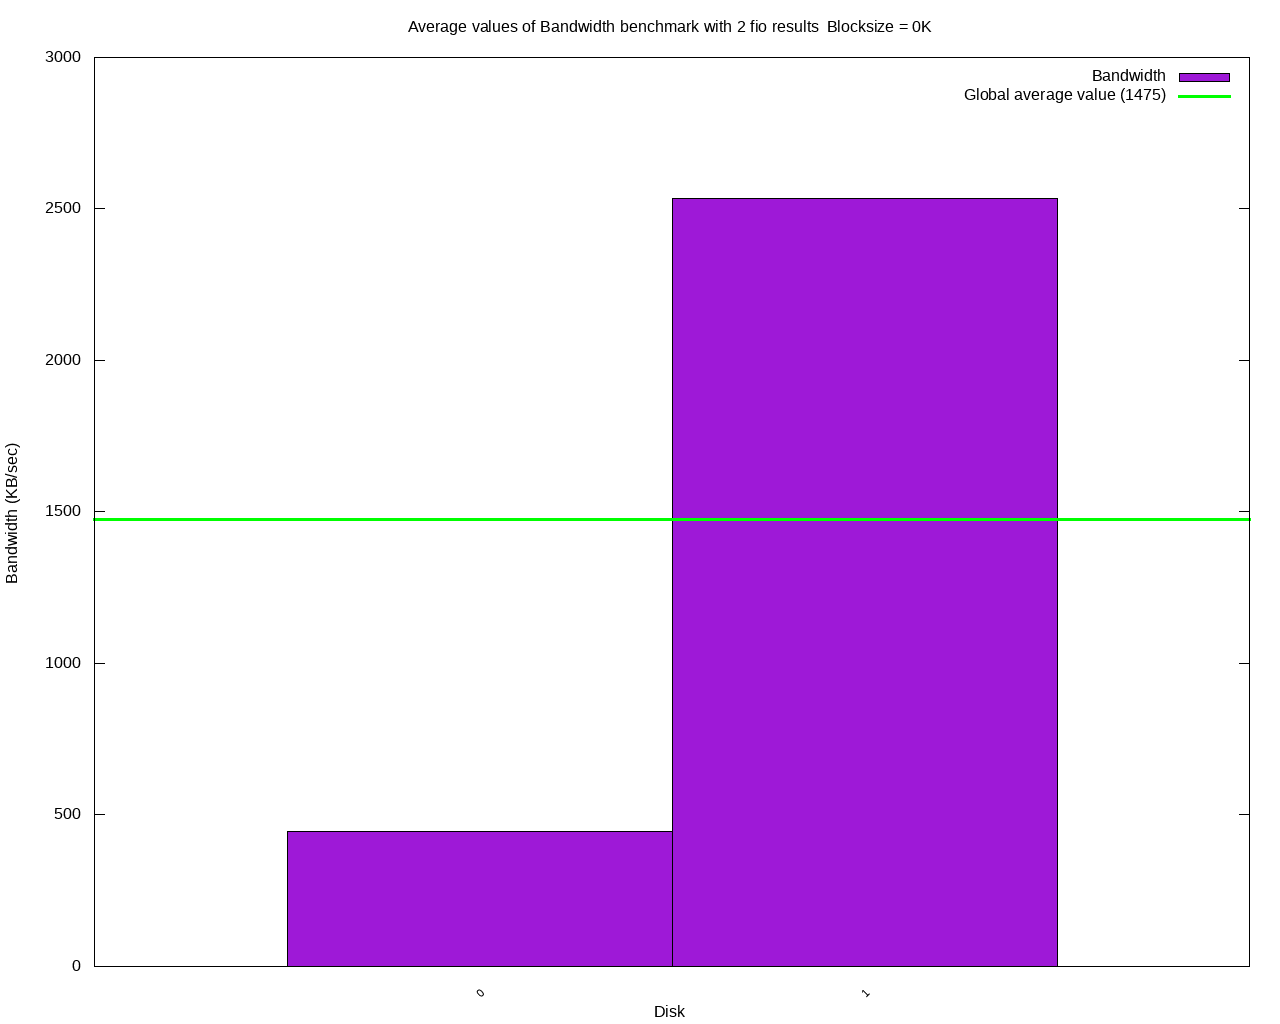 Average values of Bandwidth benchmark with 2 fio results  Blocksize = 0K
3000
Bandwidth
Global average value (1475)
2500
2000
1500
Bandwidth (KB/sec)
1000
500
0
0
1
Disk